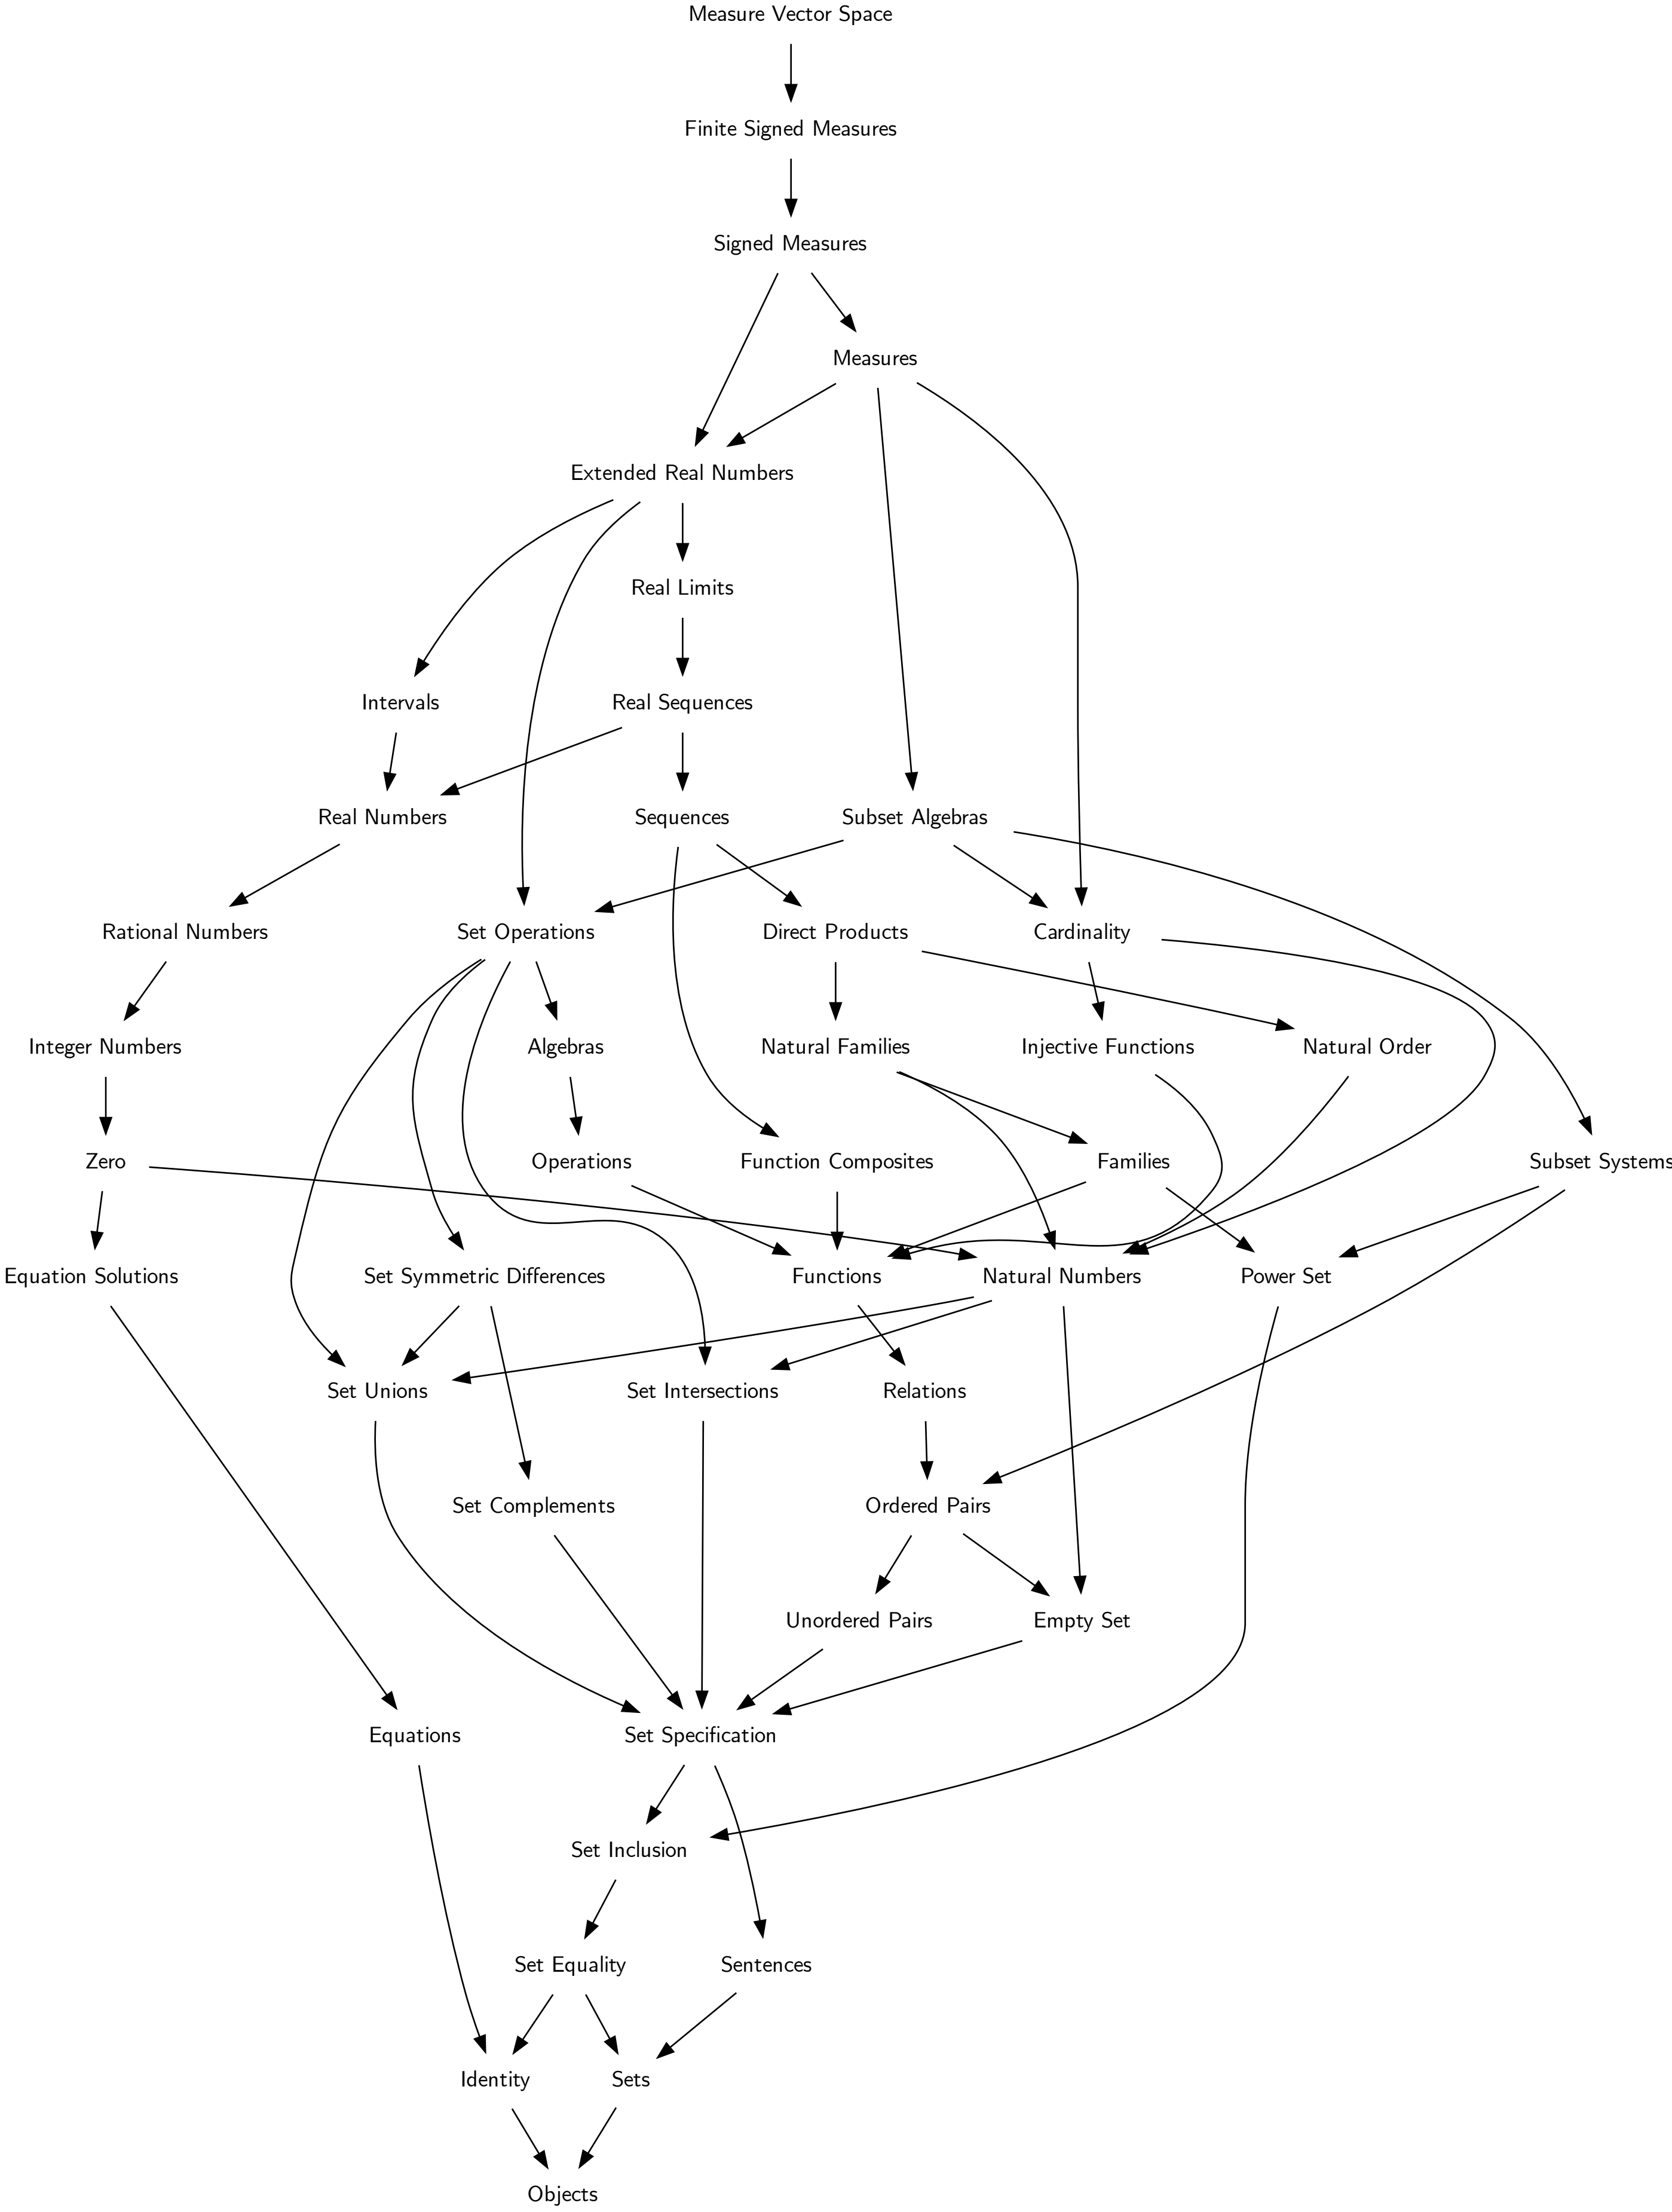 Measure Vector Space
Finite Signed Measures
Signed Measures
Measures
Extended Real Numbers
Real Limits
Intervals
Real Sequences
Real Numbers
Sequences
Subset Algebras
Rational Numbers
Set Operations
Direct Products
Cardinality
Integer Numbers
Algebras
Natural Families
Injective Functions
Natural Order
Zero
Operations
Function Composites
Families
Subset Systems
Equation Solutions
Set Symmetric Differences
Functions
Natural Numbers
Power Set
Set Unions
Set Intersections
Relations
Set Complements
Ordered Pairs
Unordered Pairs
Empty Set
Equations
Set Specification
Set Inclusion
Set Equality
Sentences
Identity
Sets
Objects